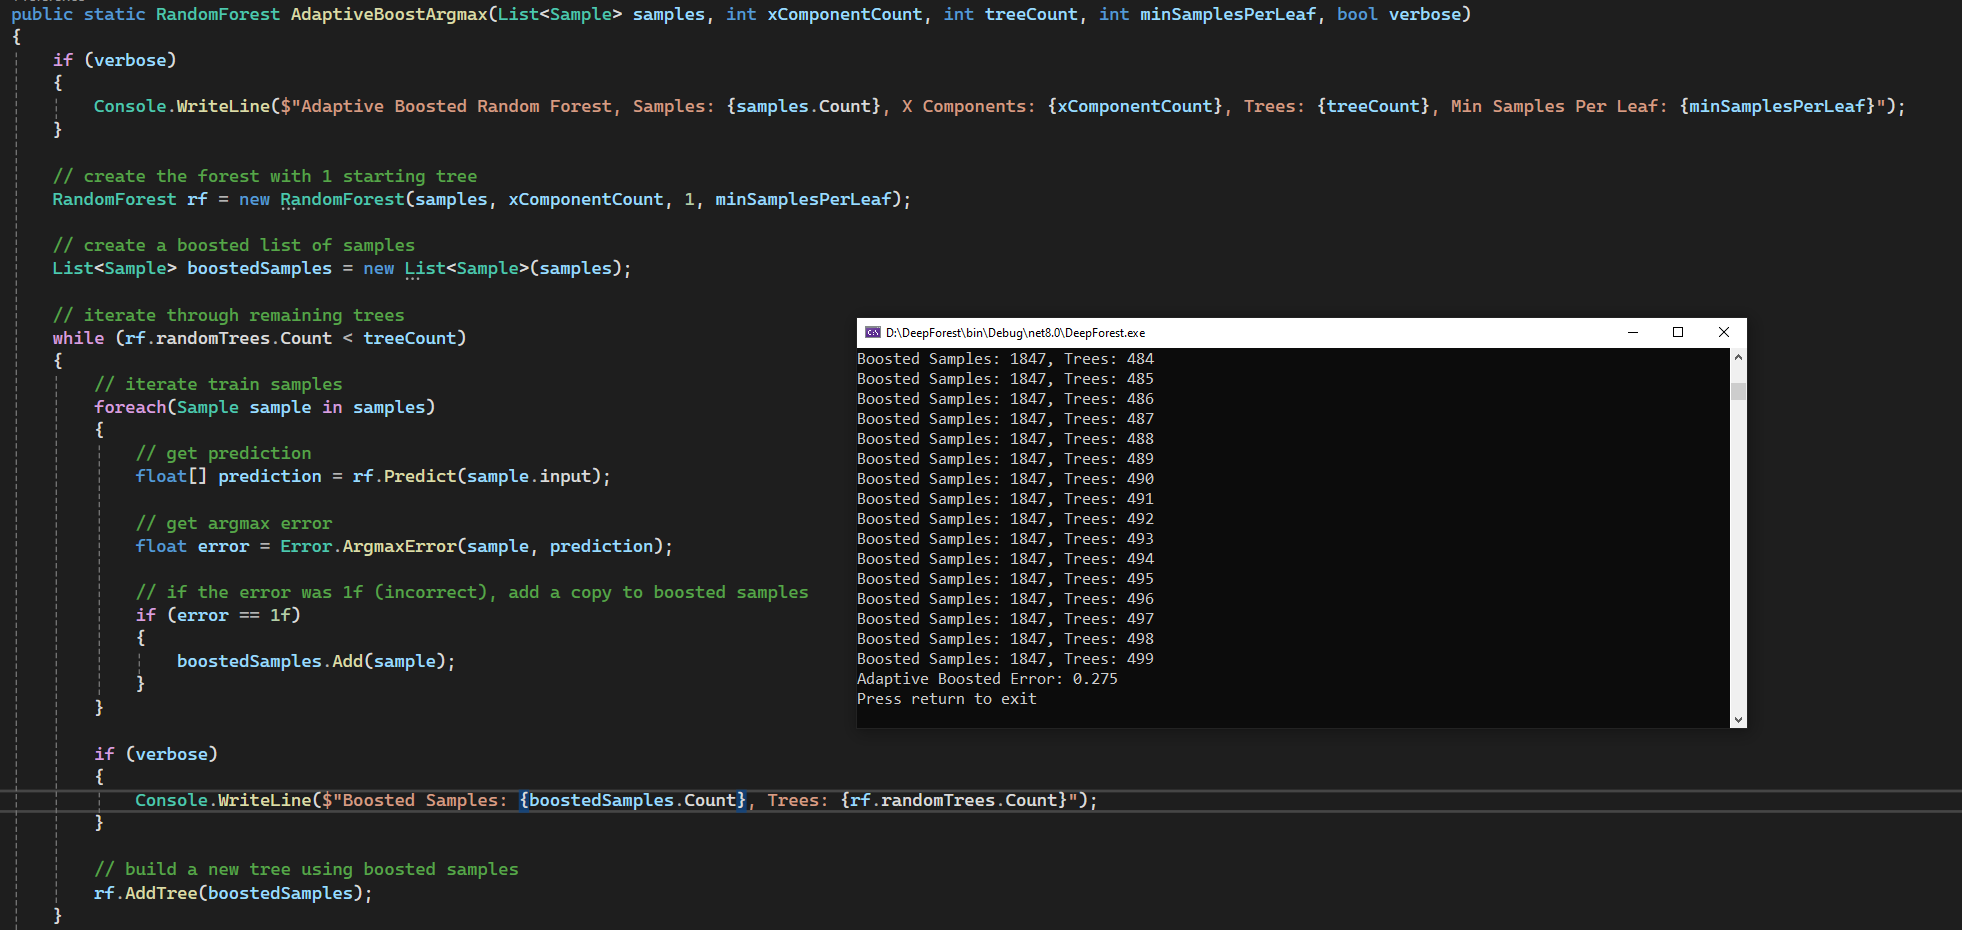 public static RandomForest AdaptiveBoostArgmax(List<Sample> samples, int xComponentCount, int treeCount, int minSamplesPerLeaf, bool verbose)
{
if (verbose)
{
Console.WriteLine($"Adaptive Boosted Random Forest, Samples: {samples.Count}, X Components: {xComponentCount}, Trees: {treeCount}, Min Samples Per Leaf: {minSamplesPerLeaf}");
}
// create the forest with 1 starting tree
RandomForest rf = new RandomForest(samples, xComponentCount, 1, minSamplesPerLeaf);
// create a boosted list of samples
List<Sample> boostedSamples = new List<Sample>(samples);
// iterate through remaining trees
while (rf.randomTrees.Count < treeCount)
{
// iterate train samples
foreach(Sample sample in samples)
{
// get prediction
float[] prediction = rf.Predict(sample.input);
// get argmax error
float error = Error.ArgmaxError(sample, prediction);
// if the error was 1f (incorrect), add a copy to boosted samples
if (error == 1f)
{
boostedSamples.Add(sample);
}
}
if (verbose)
{
Console.WriteLine($"Boosted Samples: {boostedSamples.Count}, Trees: {rf.randomTrees.Count}");
}
// build a new tree using boosted samples
rf.AddTree(boostedSamples);
}
D:\DeepForest\bin\Debug\net8.0\DeepForest.exe
Boosted Samples: 1847, Trees: 484
Boosted Samples: 1847, Trees: 485
Boosted Samples: 1847, Trees: 486
Boosted Samples: 1847, Trees: 487
Boosted Samples: 1847, Trees: 488
Boosted Samples: 1847, Trees: 489
Boosted Samples: 1847, Trees: 490
Boosted Samples: 1847, Trees: 491
Boosted Samples: 1847, Trees: 492
Boosted Samples: 1847, Trees: 493
Boosted Samples: 1847, Trees: 494
Boosted Samples: 1847, Trees: 495
Boosted Samples: 1847, Trees: 496
Boosted Samples: 1847, Trees: 497
Boosted Samples: 1847, Trees: 498
Boosted Samples: 1847, Trees: 499
Adaptive Boosted Error: 0.275
Press return to exit